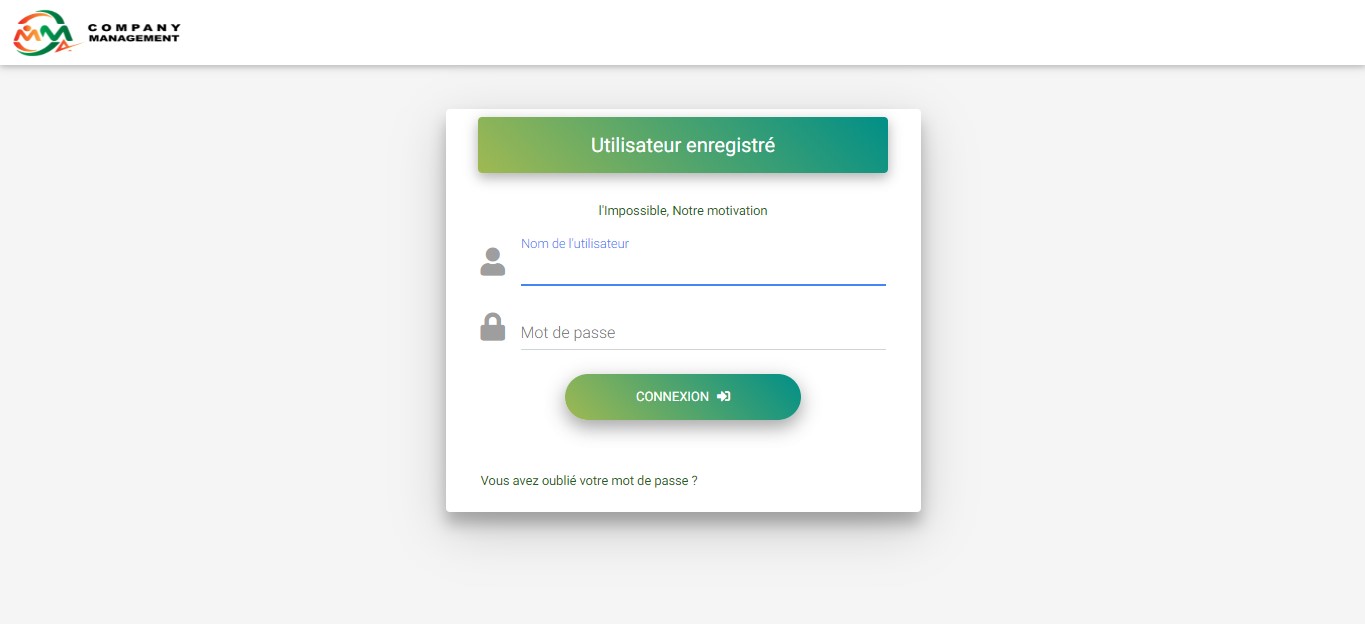 COMPANY
MANAGEMENT
Utilisateur enregistré
l'Impossible, Notre motivation
Nom de l'utilisateur
Mot de passe
CONNEXION
Vous avez oublié votre mot de passe ?